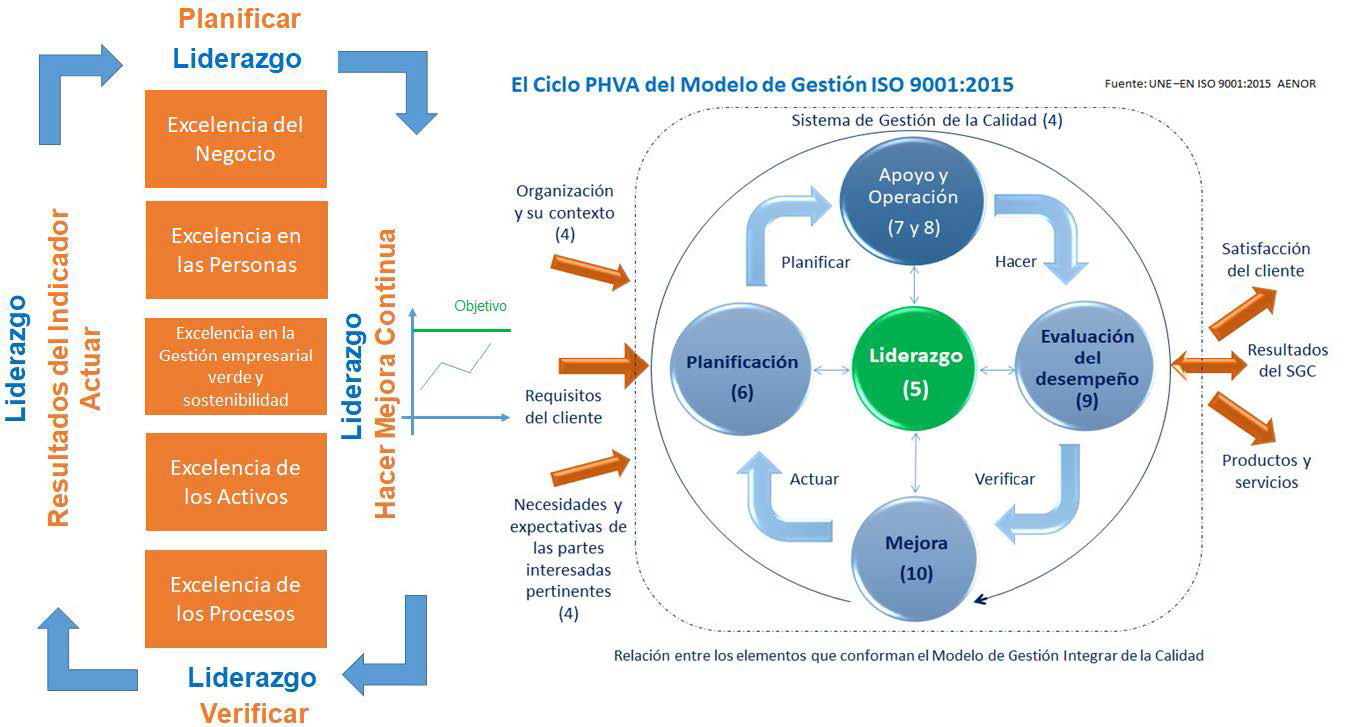 Planificar
Liderazgo
Excelencia del
Negocio
Excelencia en
las Personas
Excelencia en la
Gestión empresarial
verde y
sostenibilidad
Excelencia de
los Activos
Excelencia de
los Procesos
Liderazgo
Verificar
Liderazgo
Resultados del Indicador
Actuar
Liderazgo
Hacer Mejora Continua
Objetivo
El Ciclo PHVA del Modelo de Gestión ISO 9001:2015
Fuente: UNE–EN ISO 9001:2015 AENOR
Sistema de Gestión de la Calidad (4)
Organización
y su contexto
(4)
Requisitos
del cliente
Necesidades y
expectativas de
las partes
interesadas
pertinentes
(4)
Apoyo y
Operación
(7 y 8)
Planificar
Hacer
Planificación
(6)
Liderazgo
(5)
Evaluación
del
desempeño
(9)
Actuar
Verificar
Mejora
(10)
Satisfacción
del cliente
Resultados
del SGC
Productos y
servicios
Relación entre los elementos que conforman el Modelo de Gestión Integrar de la Calidad